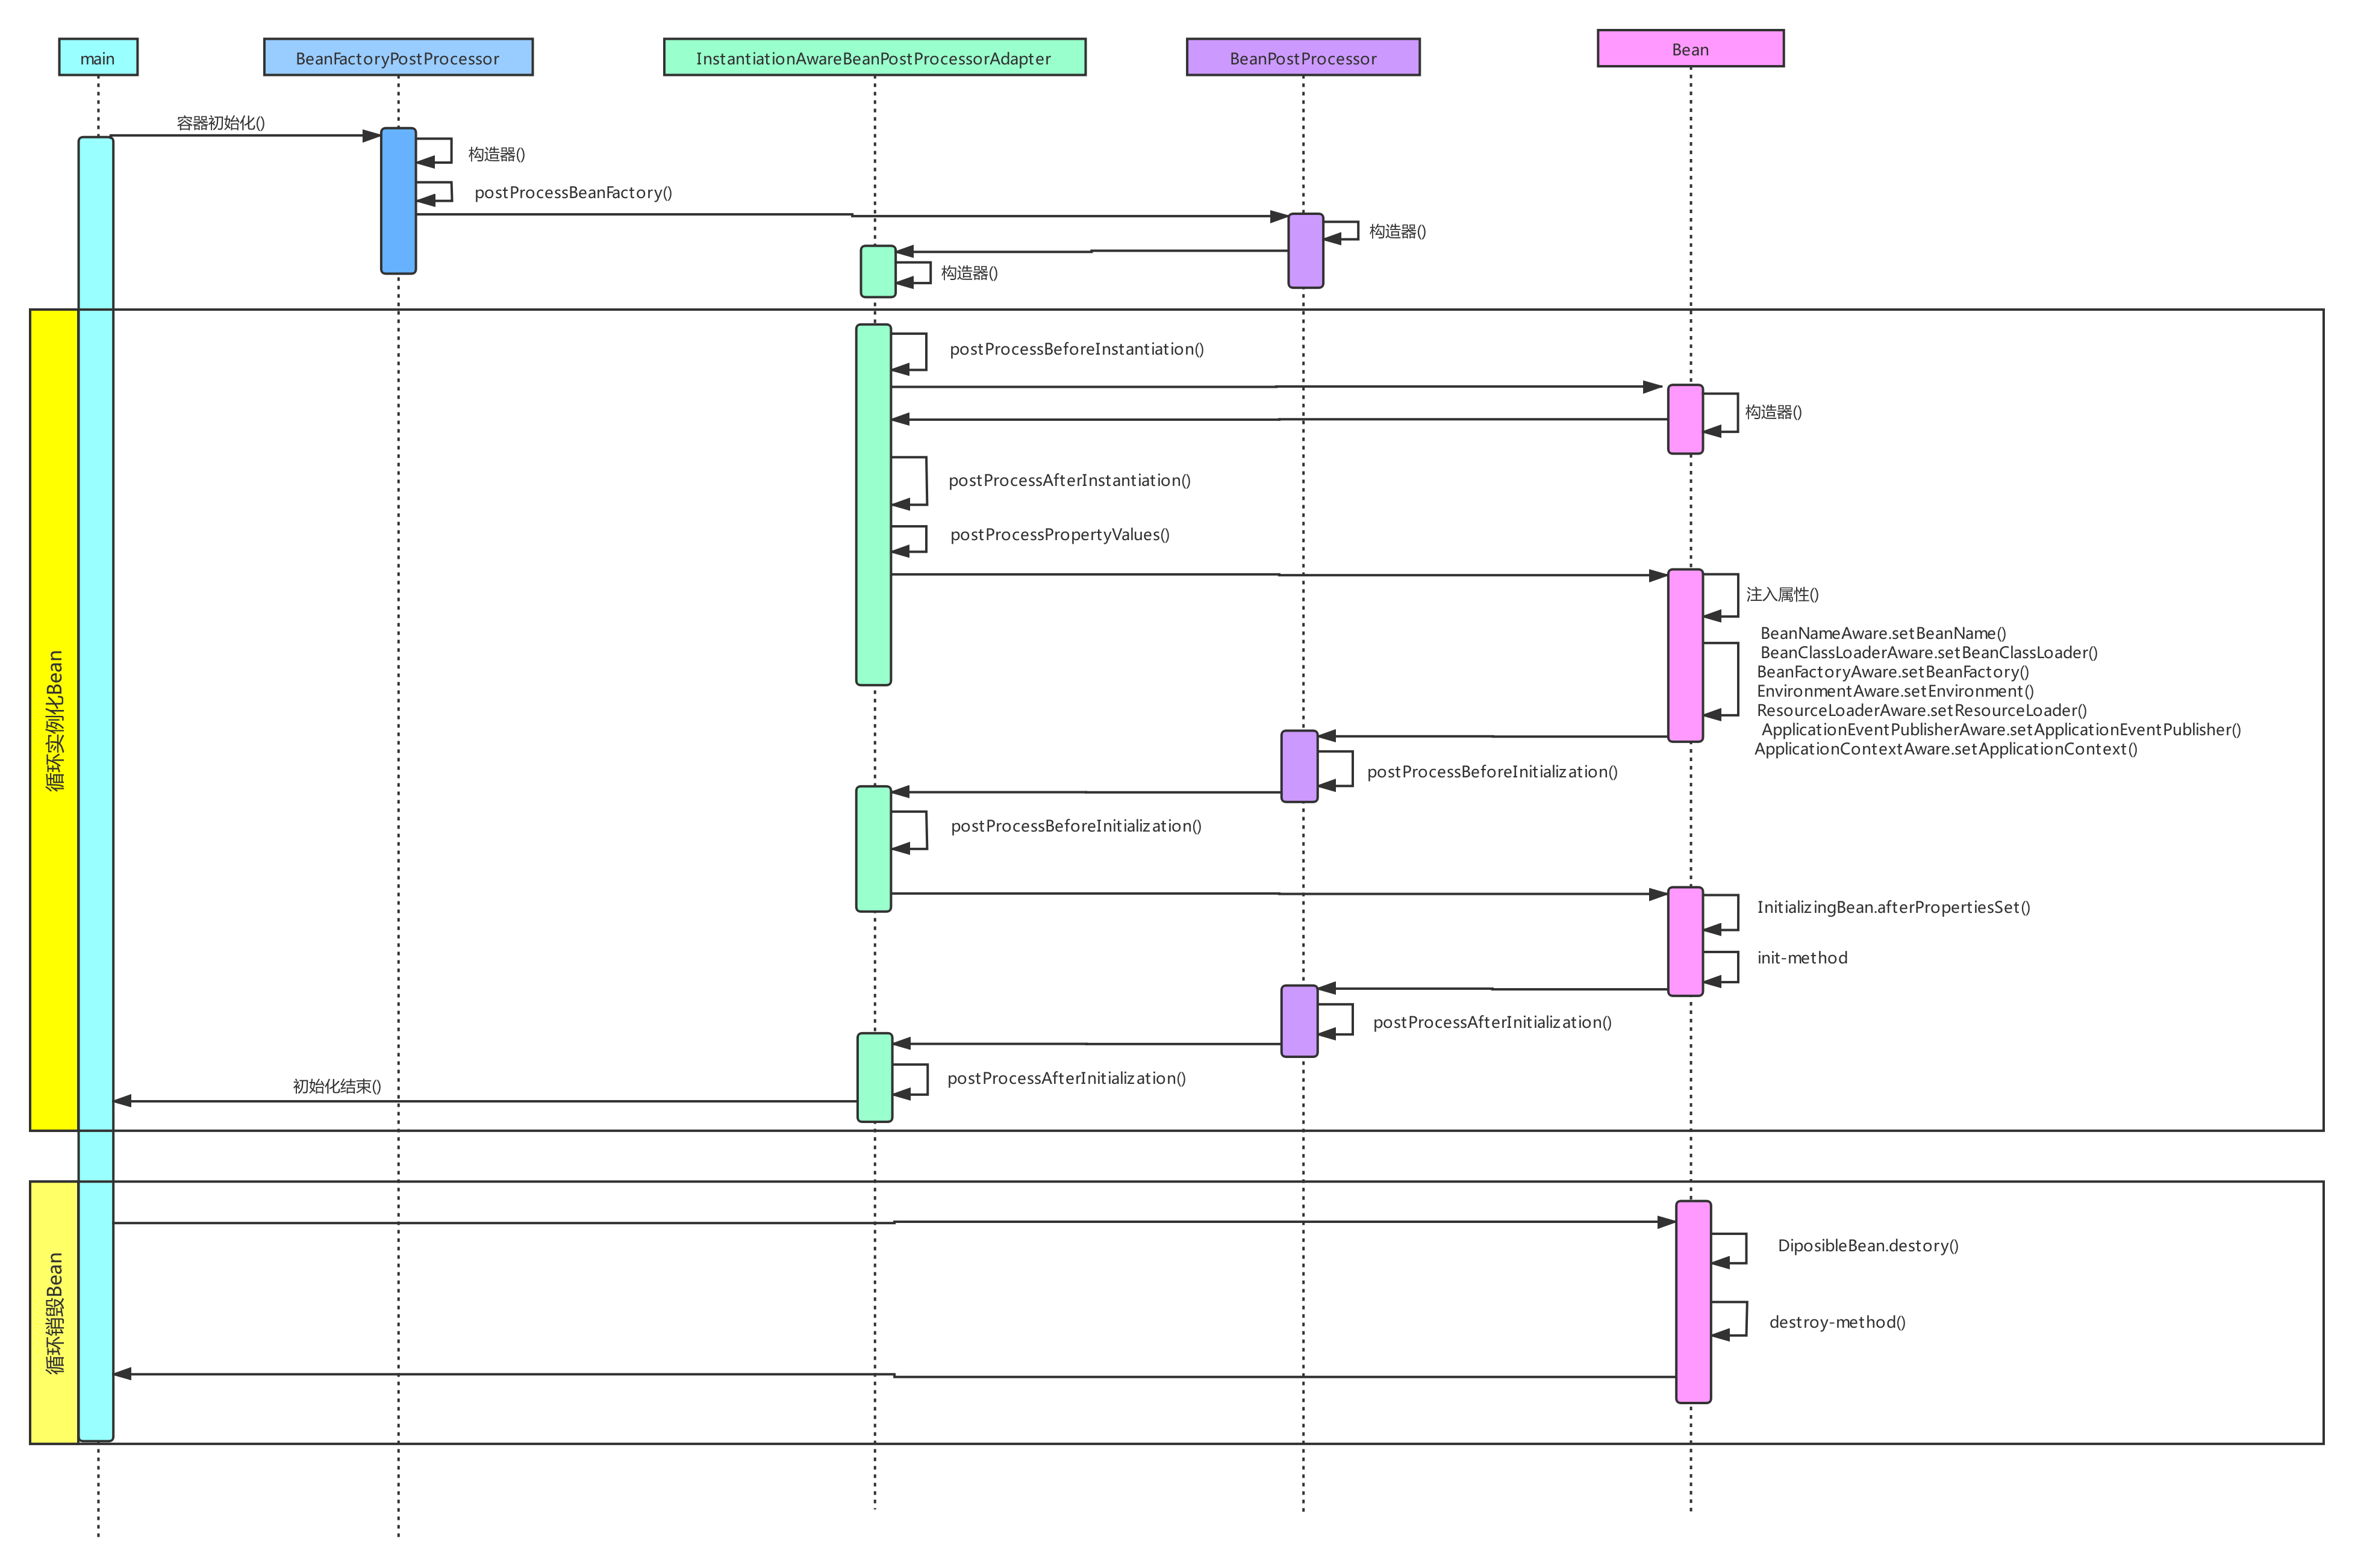 main
BeanFactoryPostProcessor
InstantiationAwareBeanPostProcessorAdapter
BeanPostProcessor
Bean
容器初始化()
构造器()
postProcessBeanFactory()
构造器()
构造器()
循环实例化Bean
postProcessBeforeInstantiation()
构造器()
postProcessAfterInstantiation()
postProcessPropertyValues()
注入属性()
BeanNameAware.setBeanName()
BeanClassLoaderAware.setBeanClassLoader()
BeanFactoryAware.setBeanFactory()
EnvironmentAware.setEnvironment()
ResourceLoaderAware.setResourceLoader()
ApplicationEventPublisherAware.setApplicationEventPublisher()
ApplicationContextAware.setApplicationContext()
postProcessBeforeInitialization()
postProcessBeforeInitialization()
InitializingBean.afterPropertiesSet()
init-method
postProcessAfterInitialization()
postProcessAfterInitialization()
初始化结束()
循环销毁Bean
DiposibleBean.destory()
destroy-method()